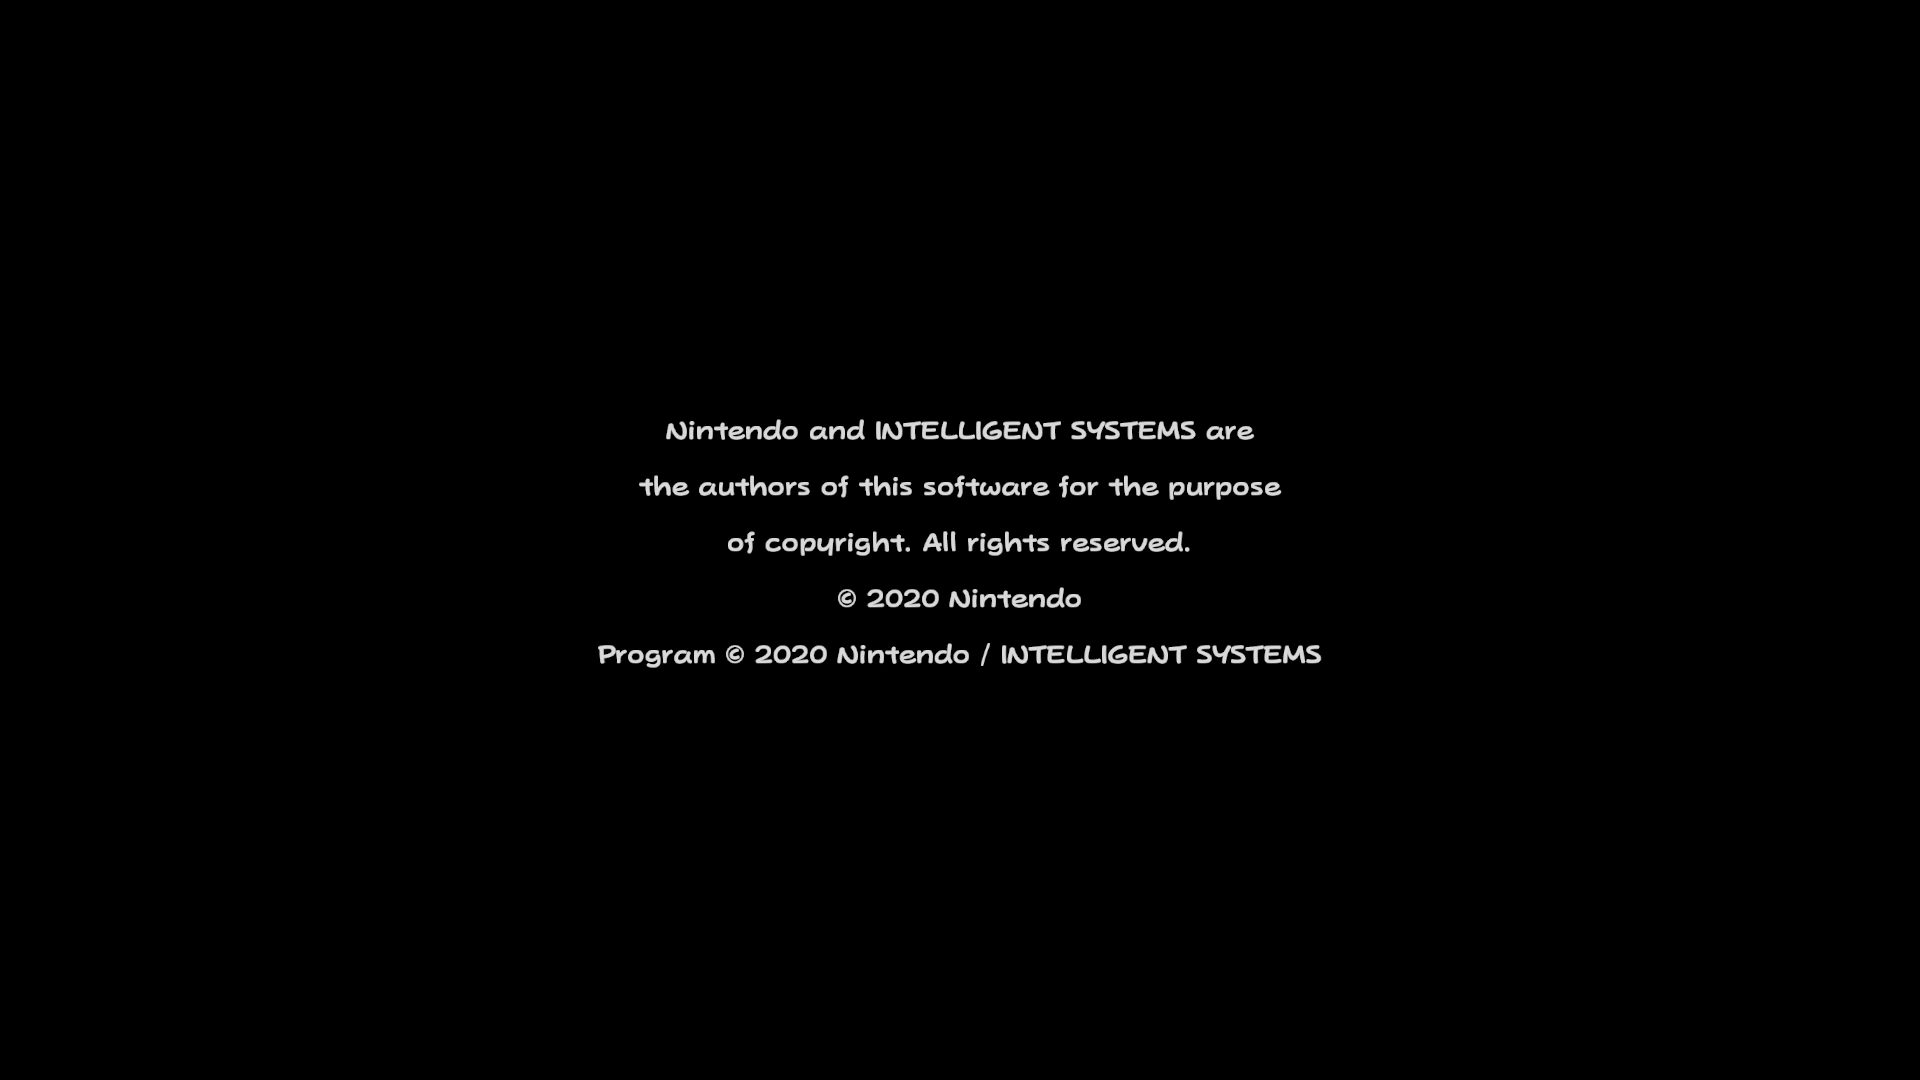 Nintendo and INTELLIGENT SYSTEMS are
the authors of this software for the purpose
of copyright. All rights reserved.
© 2020 Nintendo
Program © 2020 Nintendo / INTELLIGENT SYSTEMS